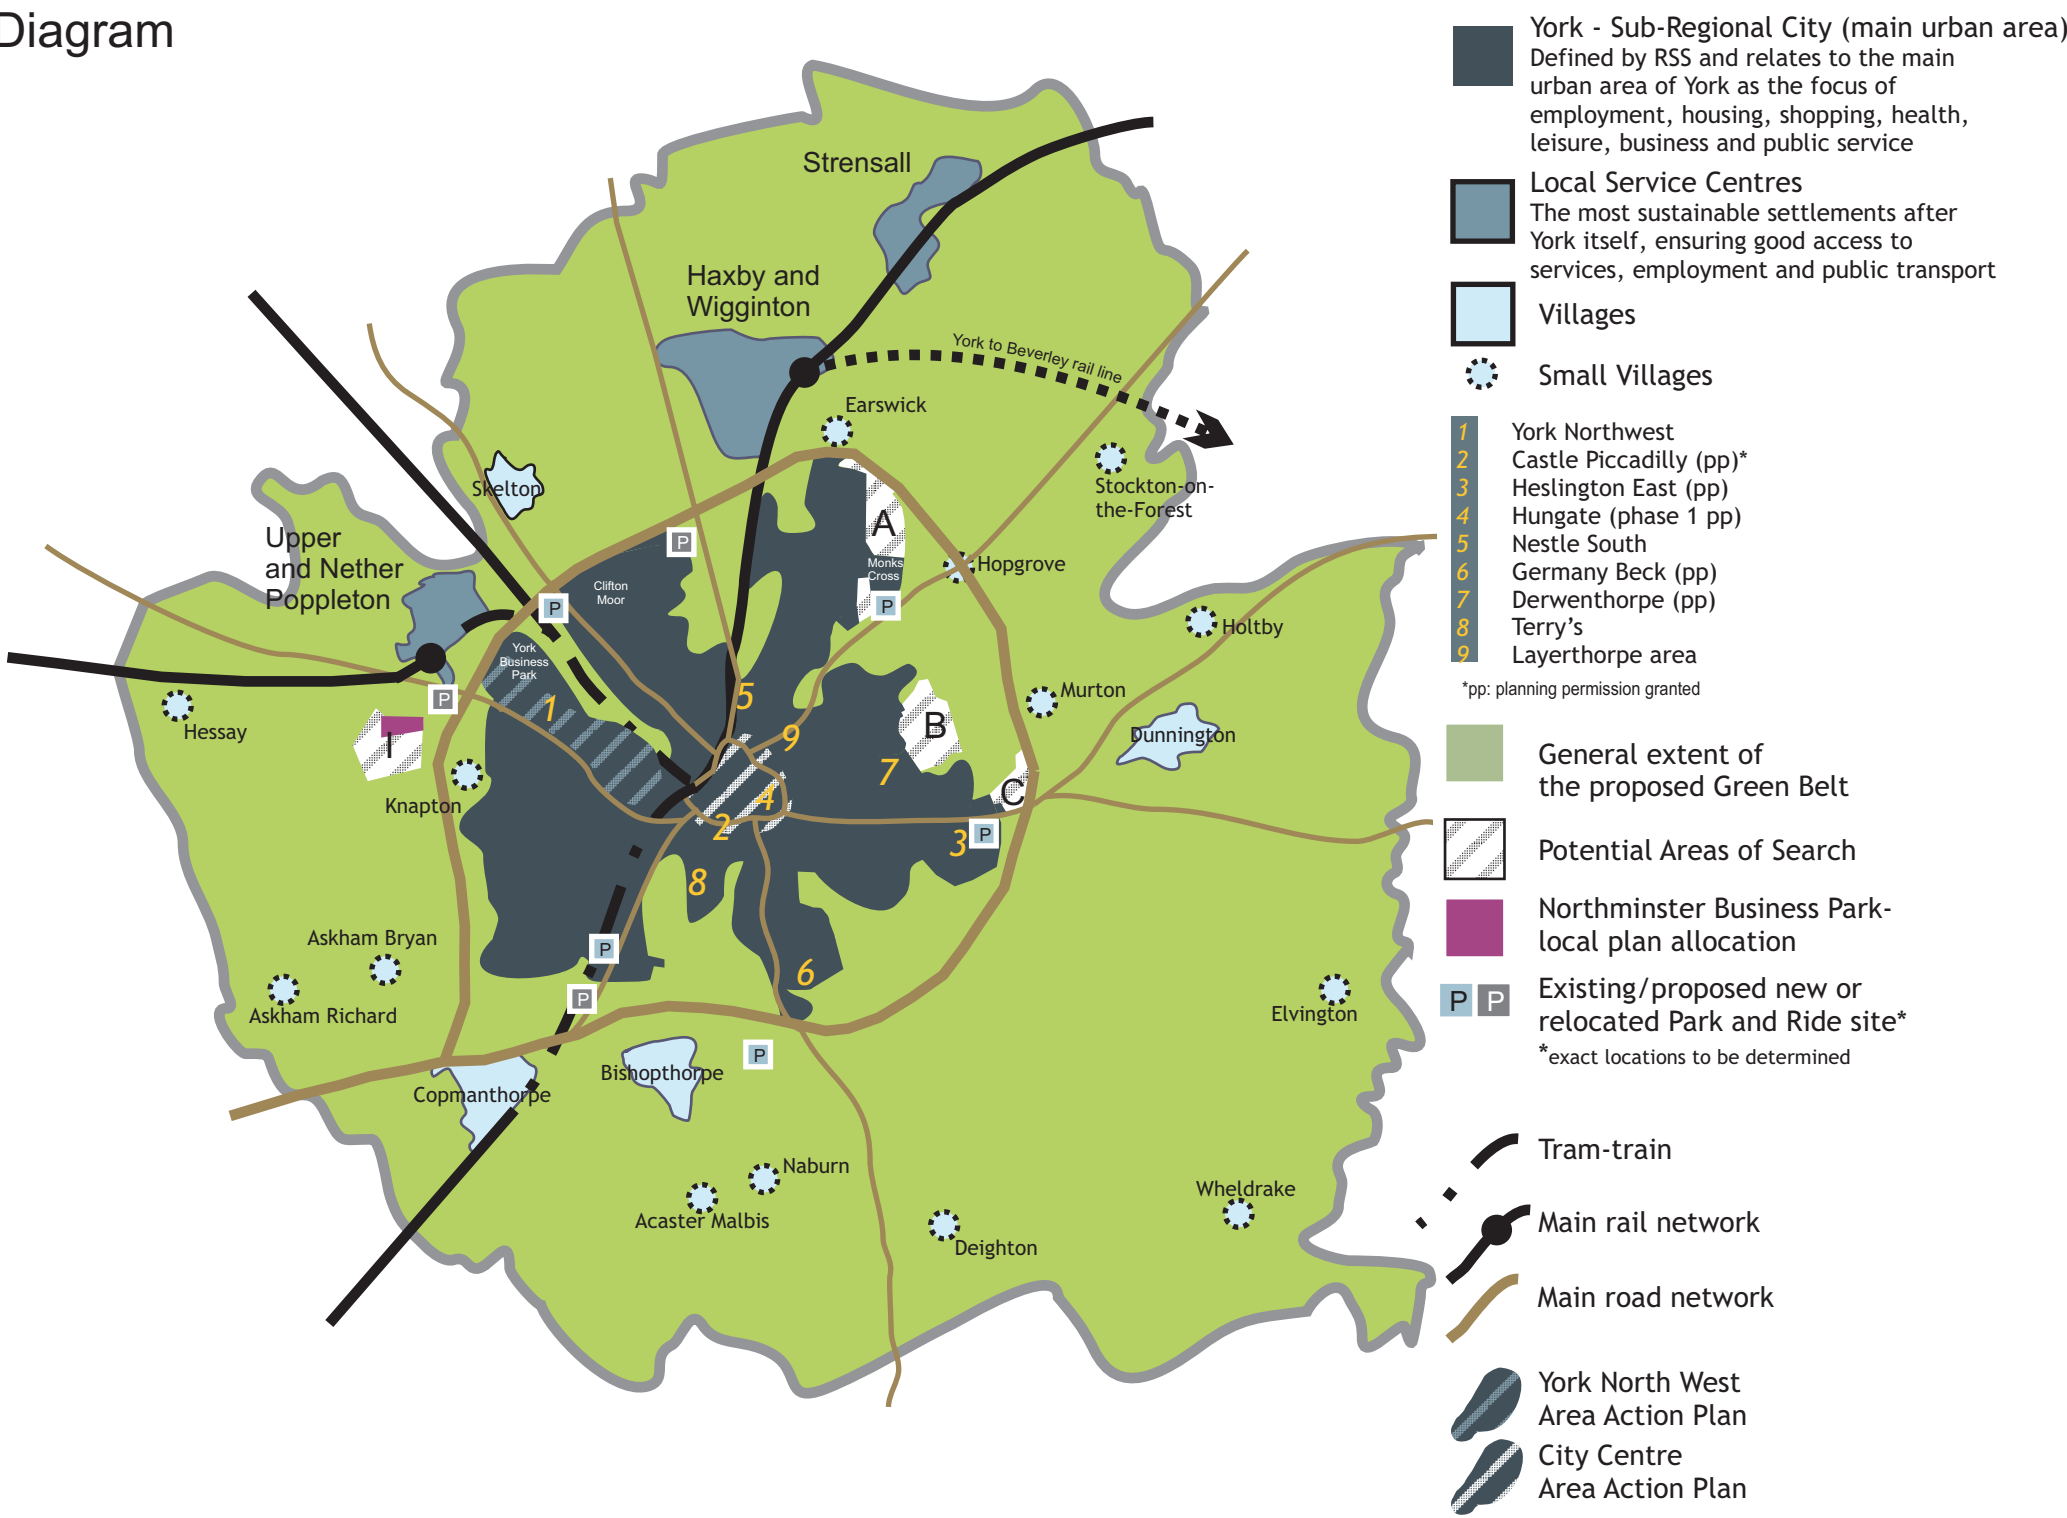 Diagram
Strensall
Haxby and
Wigginton
York to Beverley rail line
Earswick
Stockton-on-
the-Forest
Skelton
Upper
and Nether
Poppleton
A
Monks
Cross
P
P
Hopgrove
Clifton
Moor
P
Holtby
York
Business
Park
P
Hessay
1
5
9
B
Murton
Dunnington
I
7
Knapton
4
C
2
3
P
8
Askham Bryan
P
6
Askham Richard
P
Elvington
P
Bishopthorpe
Copmanthorpe
Naburn
Acaster Malbis
Wheldrake
Deighton
York - Sub-Regional City (main urban area)
Defined by RSS and relates to the main
urban area of York as the focus of
employment, housing, shopping, health,
leisure, business and public service
Local Service Centres
The most sustainable settlements after
York itself, ensuring good access to
services, employment and public transport
Villages
Small Villages
1 York Northwest
2 Castle Piccadilly (pp)*
3 Heslington East (pp)
4 Hungate (phase 1 pp)
5 Nestle South
6 Germany Beck (pp)
7 Derwenthorpe (pp)
8 Terry's
9 Layerthorpe area
*pp: planning permission granted
General extent of
the proposed Green Belt
Potential Areas of Search
Northminster Business Park-
local plan allocation
P P Existing/proposed new or
relocated Park and Ride site*
*exact locations to be determined
Tram-train
Main rail network
Main road network
York North West
Area Action Plan
City Centre
Area Action Plan